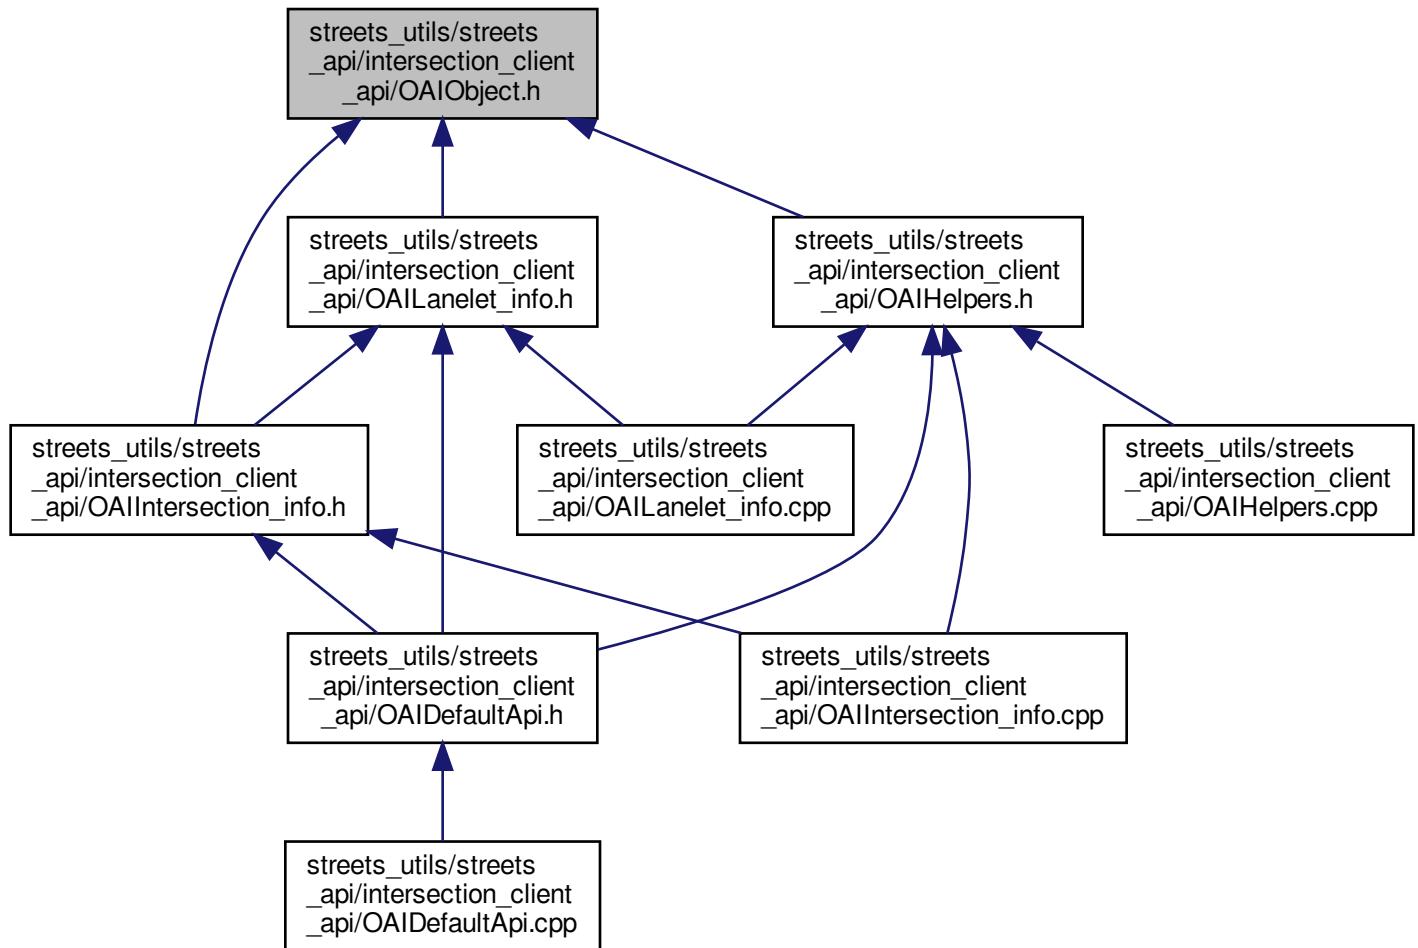 streets_utils/streets
_api/intersection_client
_api/OAIObject.h
streets_utils/streets
_api/intersection_client
_api/OAILanelet_info.h
streets_utils/streets
_api/intersection_client
_api/OAIHelpers.h
streets_utils/streets
_api/intersection_client
_api/OAIIntersection_info.h
streets_utils/streets
_api/intersection_client
_api/OAILanelet_info.cpp
streets_utils/streets
_api/intersection_client
_api/OAIHelpers.cpp
streets_utils/streets
_api/intersection_client
_api/OAIDefaultApi.h
streets_utils/streets
_api/intersection_client
_api/OAIIntersection_info.cpp
streets_utils/streets
_api/intersection_client
_api/OAIDefaultApi.cpp